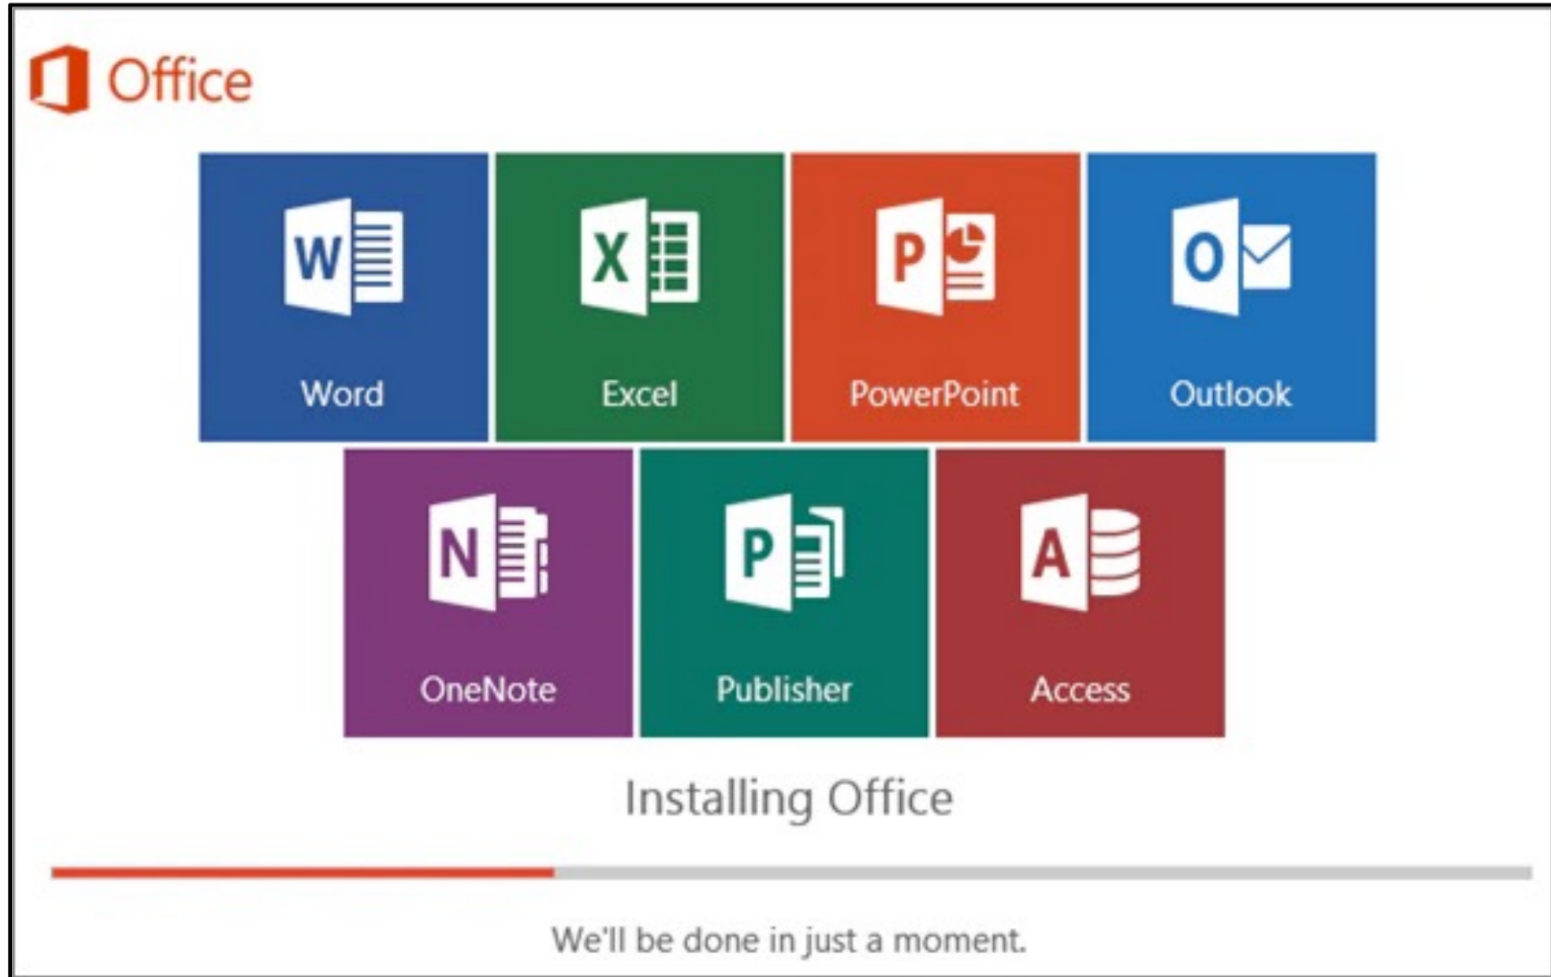 Office
W X P O
Word Excel PowerPoint Outlook
N P A
OneNote Publisher Access
Installing Office
We'll be done in just a moment.